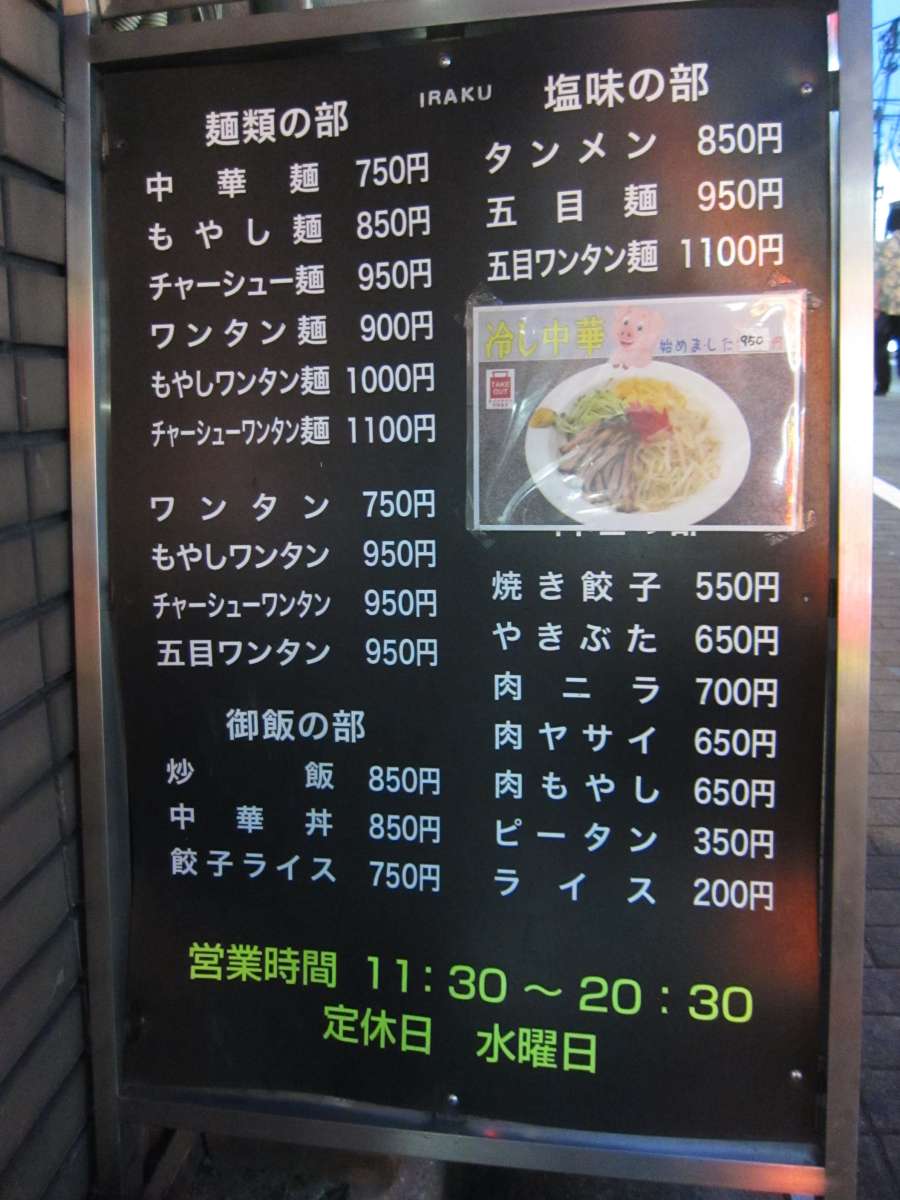 IRAKU
麺類の部
中華麺 750円
もやし麺 850円
チャーシュー麺 950円
ワンタン麺 900円
もやしワンタン麺 1000円
チャーシューワンタン麺 1100円
ワンタン 750円
もやしワンタン 950円
チャーシューワンタン 950円
五目ワンタン 950円
御飯の部
炒飯 850円
中華丼 850円
餃子ライス 750円
塩味の部
タンメン 850円
五目麺 950円
五目ワンタン麺 1100円
冷し中華
始めました 950円
TAKE
OUT
の部
焼き餃子 550円
やきぶた 650円
肉ニラ 700円
肉ヤサイ 650円
肉もやし 650円
ピータン 350円
ライス 200円
営業時間 11:30～20:30
定休日 水曜日